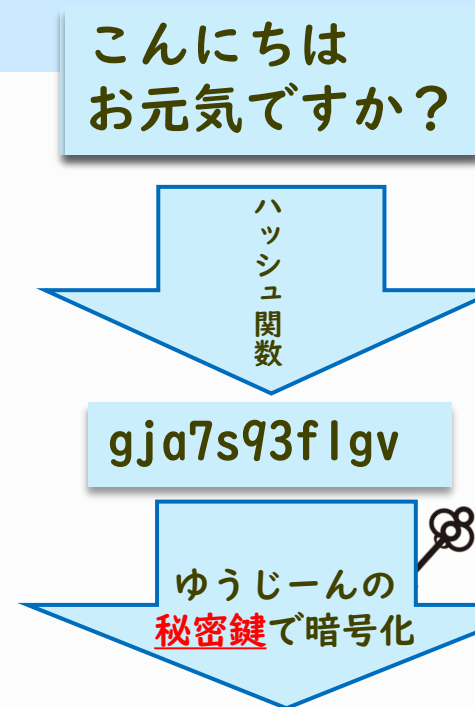 こんにちは
お元気ですか？
ハッシュ関数
gja7s93flgv
ゆうじーんの
秘密鍵で暗号化